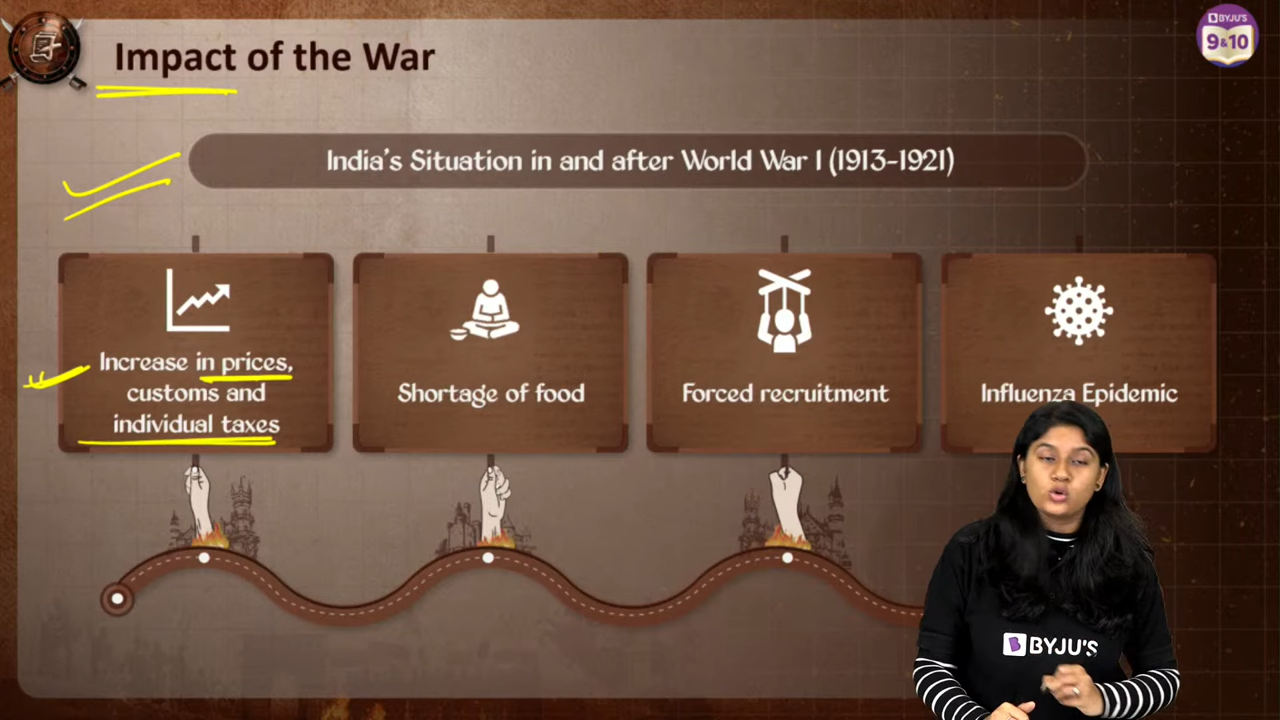 Impact of the War
BYJU'S
9&10
India's Situation in and after World War I (1913-1921)
Increase in prices,
customs and
individual taxes
Shortage of food
Forced recruitment
Influenza Epidemic
BYJU'S